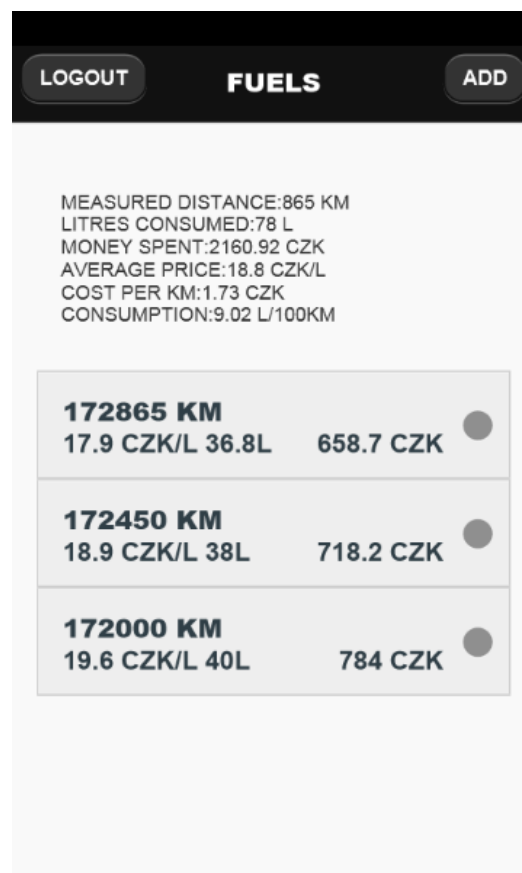 LOGOUT FUELS ADD
MEASURED DISTANCE:865 KM
LITRES CONSUMED:78 L
MONEY SPENT:2160.92 CZK
AVERAGE PRICE:18.8 CZK/L
COST PER KM:1.73 CZK
CONSUMPTION:9.02 L/100KM
172865 KM
17.9 CZK/L 36.8L 658.7 CZK
172450 KM
18.9 CZK/L 38L 718.2 CZK
172000 KM
19.6 CZK/L 40L 784 CZK